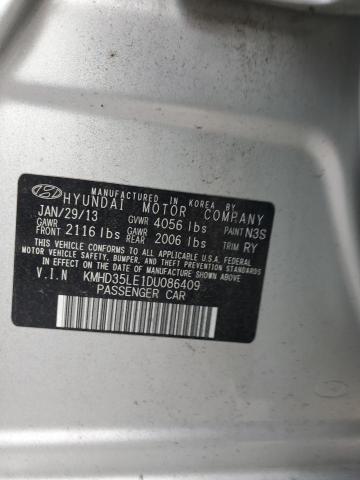 MANUFACTURED IN KOREA BY
HYUNDAI MOTOR COMPANY
JAN/29/13 GVWR 4056 lbs PAINT N3S
GAWR FRONT 2116 lbs GAWR REAR 2006 lbs TRIM RY
THIS VEHICLE CONFORMS TO ALL APPLICABLE U.S. FEDERAL
MOTOR VEHICLE SAFETY, BUMPER, AND THEFT PREVENTION
STANDARDS IN EFFECT ON THE DATE OF MANUFACTURE SHOWN ABOVE.
V.I.N KMHD35LE1DU086409
PASSENGER CAR